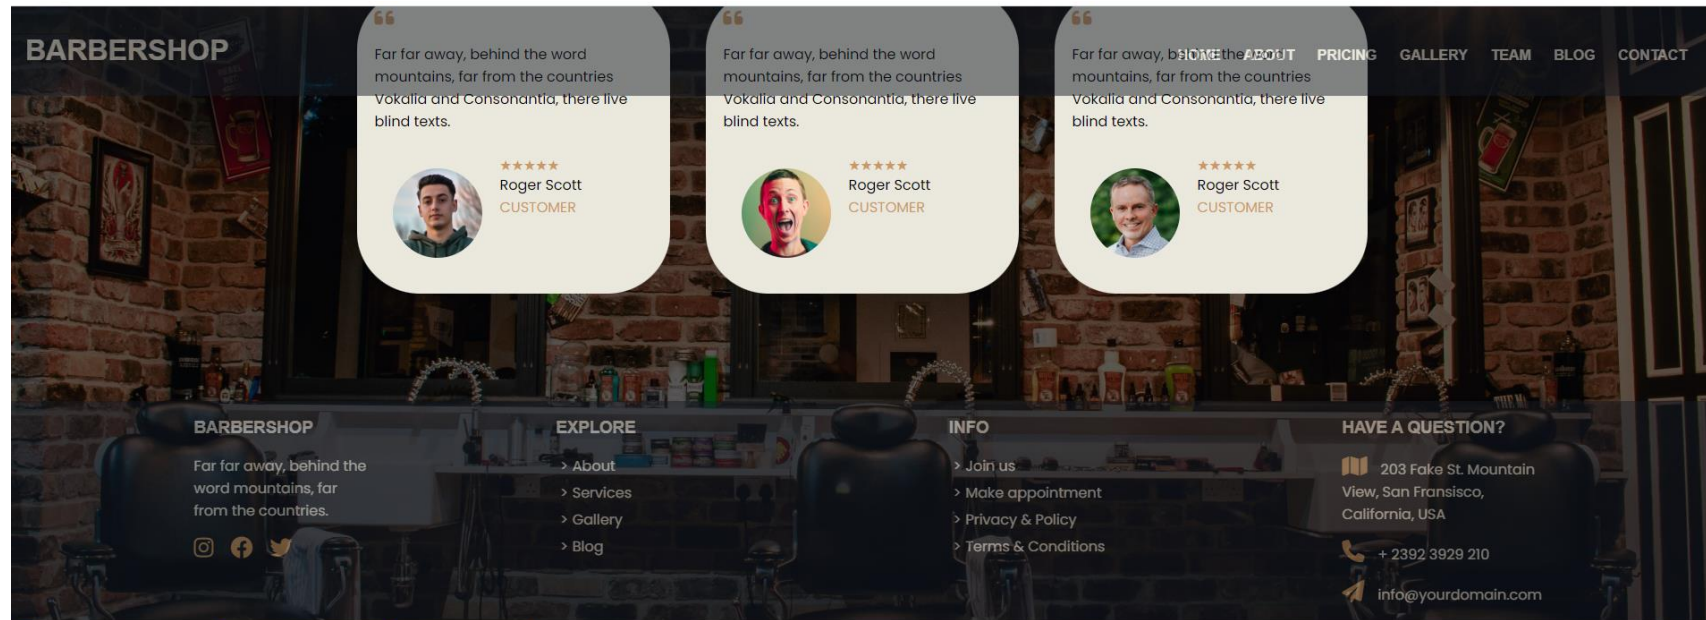 BARBERSHOP
HOME ABOUT PRICING GALLERY TEAM BLOG CONTACT
Far far away, behind the word
mountains, far from the countries
Vokalia and Consonantia, there live
blind texts.
★★★★★
Roger Scott
CUSTOMER
Far far away, behind the word
mountains, far from the countries
Vokalia and Consonantia, there live
blind texts.
★★★★★
Roger Scott
CUSTOMER
Far far away, behind the word
mountains, far from the countries
Vokalia and Consonantia, there live
blind texts.
★★★★★
Roger Scott
CUSTOMER
BARBERSHOP
Far far away, behind the
word mountains, far
from the countries.
EXPLORE
> About
> Services
> Gallery
> Blog
INFO
> Join us
> Make appointment
> Privacy & Policy
> Terms & Conditions
HAVE A QUESTION?
203 Fake St. Mountain
View, San Fransisco,
California, USA
+ 2392 3929 210
info@yourdomain.com